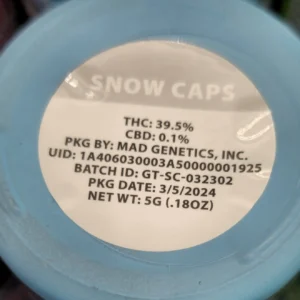 SNOW CAPS
THC: 39.5%
CBD: 0.1%
PKG BY: MAD GENETICS, INC.
UID: 1A406030003A50000001925
BATCH ID: GT-SC-032302
PKG DATE: 3/5/2024
NET WT: 5G (.18OZ)